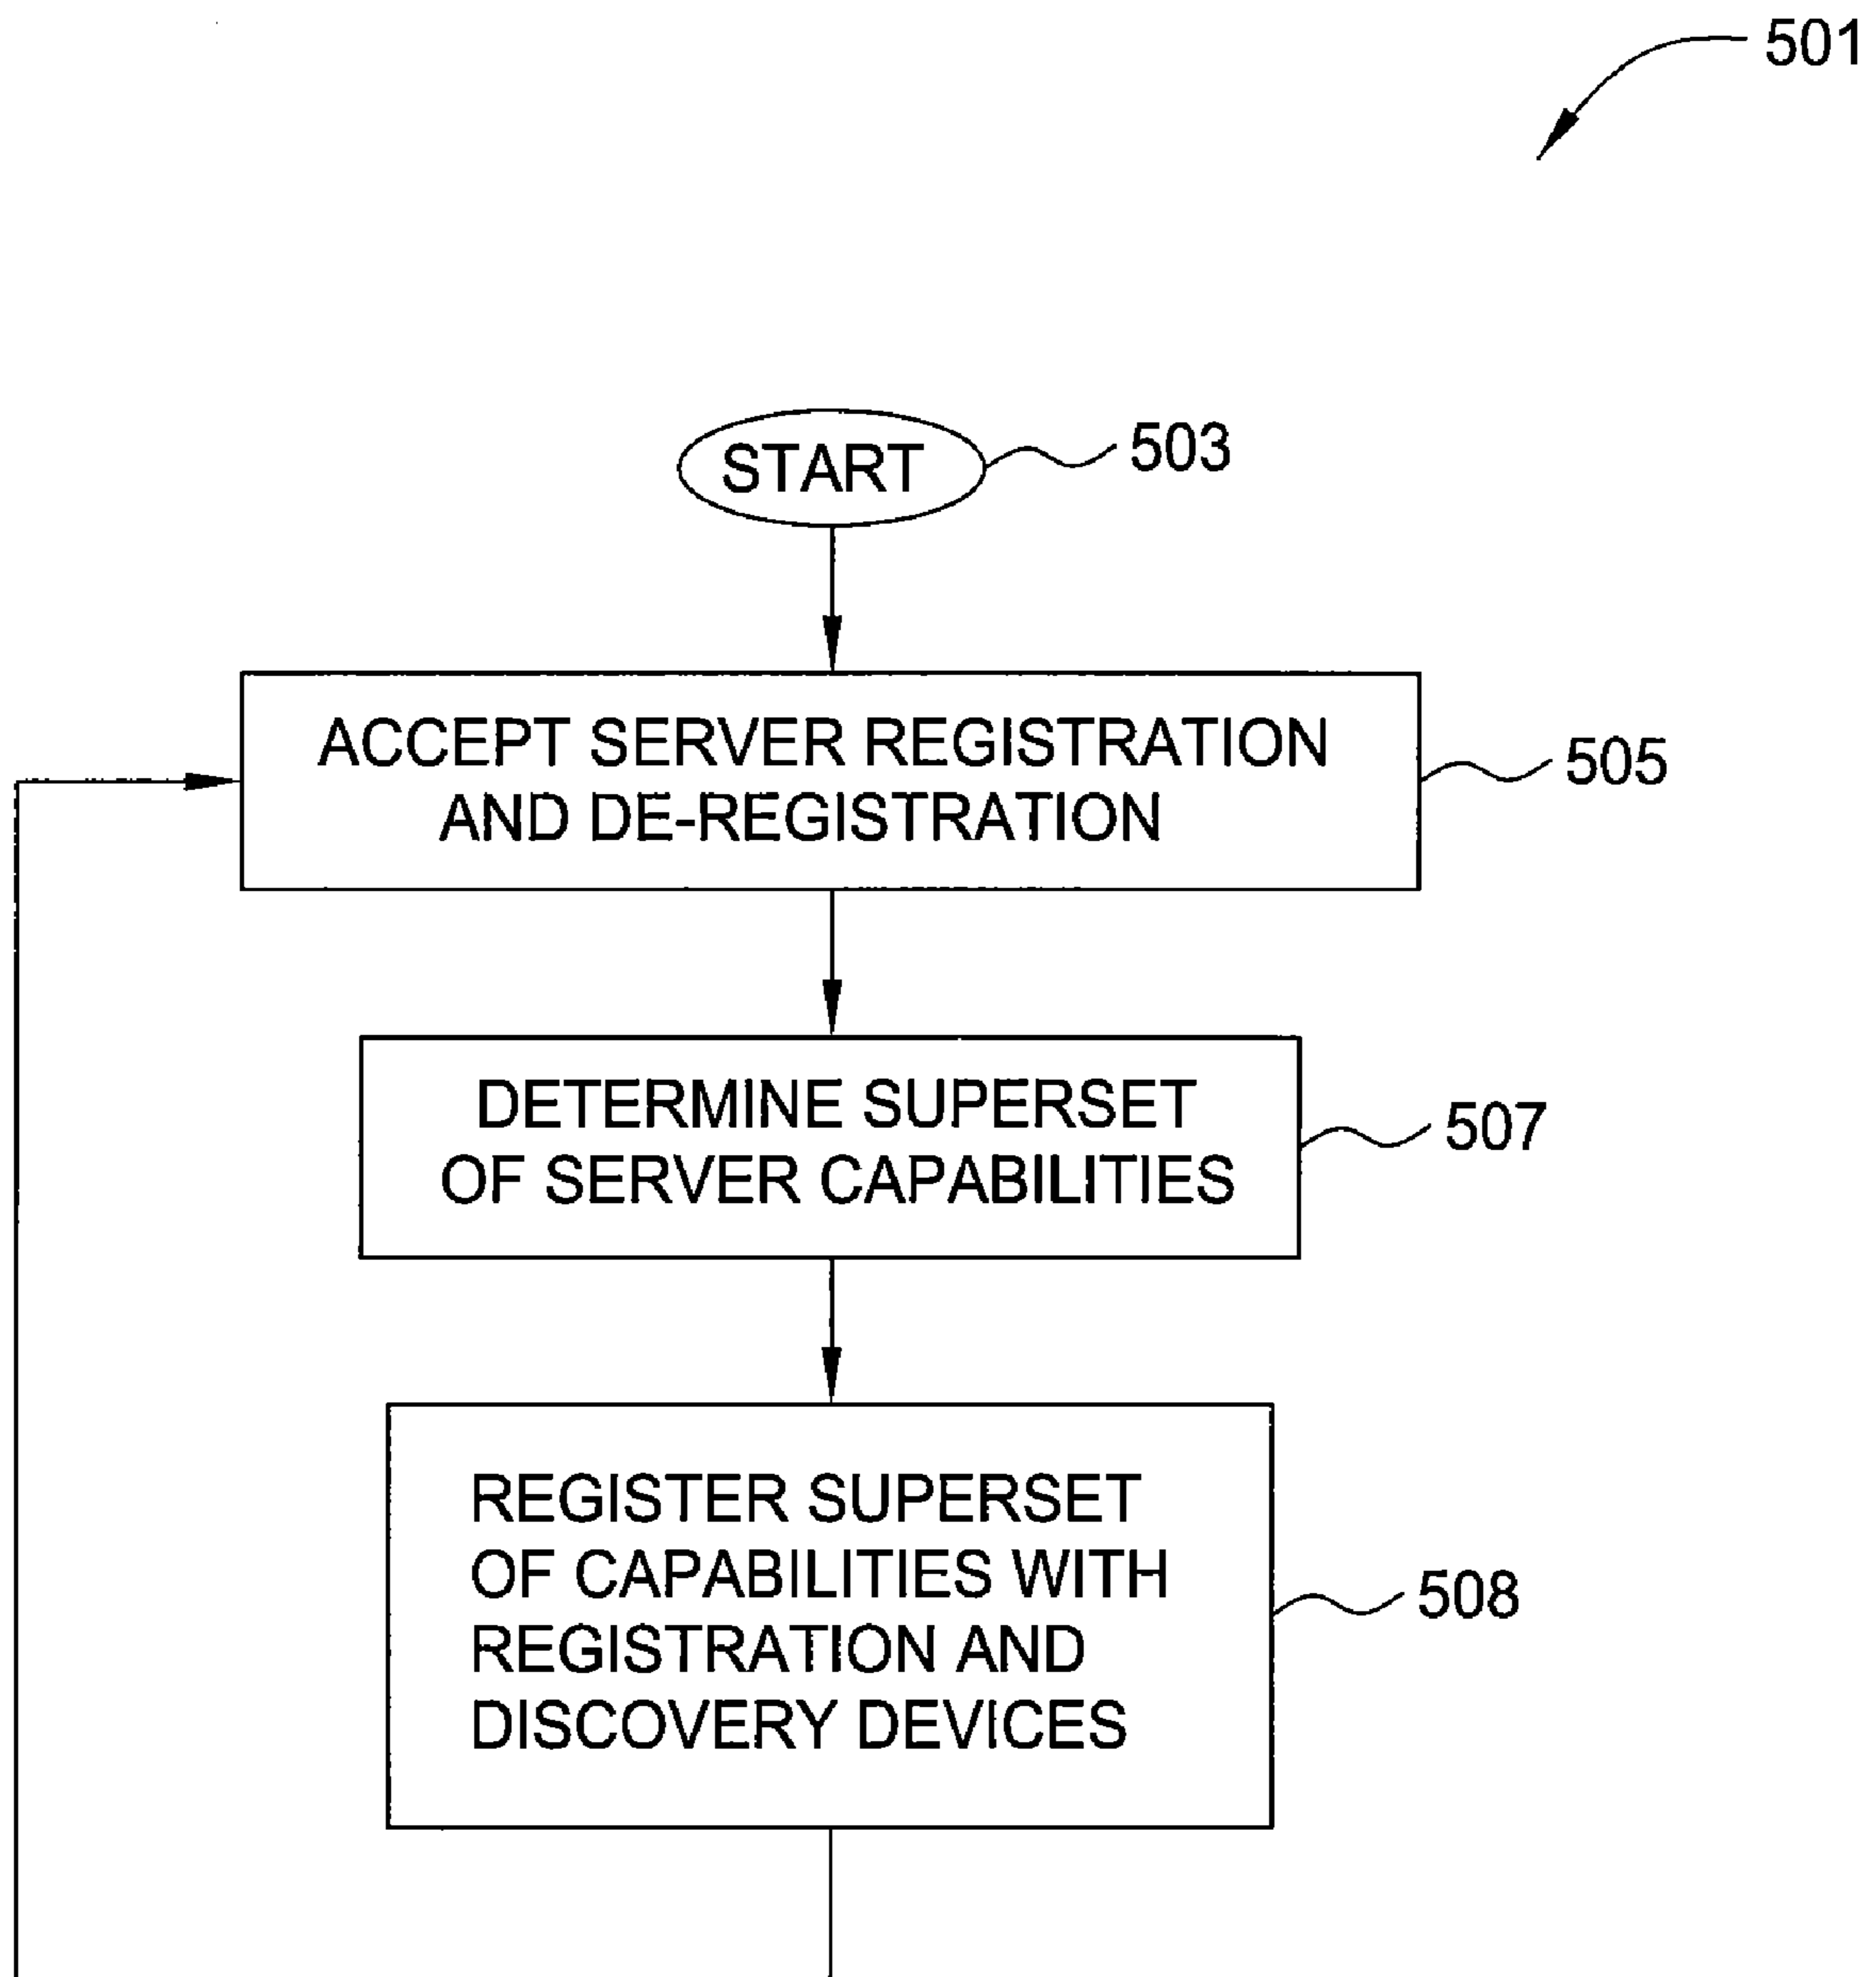 501
START
503
ACCEPT SERVER REGISTRATION
AND DE-REGISTRATION
505
DETERMINE SUPERSET
OF SERVER CAPABILITIES
507
REGISTER SUPERSET
OF CAPABILITIES WITH
REGISTRATION AND
DISCOVERY DEVICES
508